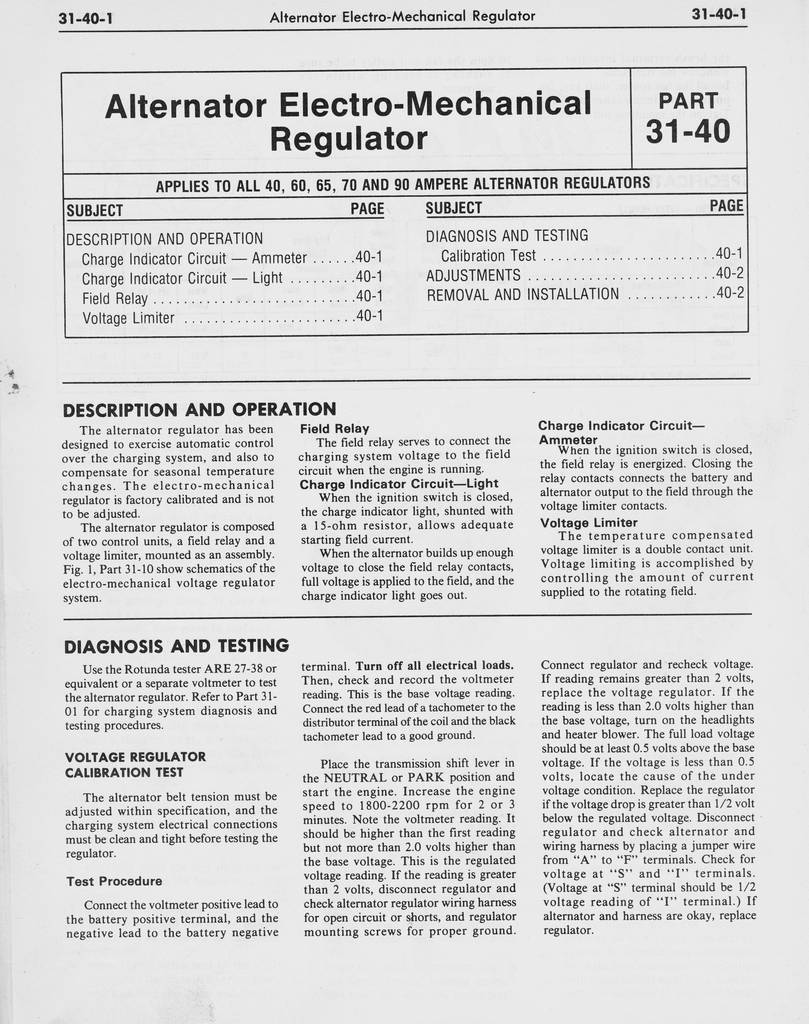 31-40-1
Alternator Electro-Mechanical Regulator
31-40-1
Alternator Electro-Mechanical
Regulator
PART
31-40
APPLIES TO ALL 40, 60, 65, 70 AND 90 AMPERE ALTERNATOR REGULATORS
SUBJECT PAGE
DESCRIPTION AND OPERATION
Charge Indicator Circuit — Ammeter ......40-1
Charge Indicator Circuit — Light .........40-1
Field Relay ...........................40-1
Voltage Limiter .......................40-1
SUBJECT PAGE
DIAGNOSIS AND TESTING
Calibration Test .......................40-1
ADJUSTMENTS .........................40-2
REMOVAL AND INSTALLATION ............40-2
DESCRIPTION AND OPERATION
The alternator regulator has been
designed to exercise automatic control
over the charging system, and also to
compensate for seasonal temperature
changes. The electro-mechanical
regulator is factory calibrated and is not
to be adjusted.
The alternator regulator is composed
of two control units, a field relay and a
voltage limiter, mounted as an assembly.
Fig. 1, Part 31-10 show schematics of the
electro-mechanical voltage regulator
system.
Field Relay
The field relay serves to connect the
charging system voltage to the field
circuit when the engine is running.
Charge Indicator Circuit—Light
When the ignition switch is closed,
the charge indicator light, shunted with
a 15-ohm resistor, allows adequate
starting field current.
When the alternator builds up enough
voltage to close the field relay contacts,
full voltage is applied to the field, and the
charge indicator light goes out.
Charge Indicator Circuit—
Ammeter
When the ignition switch is closed,
the field relay is energized. Closing the
relay contacts connects the battery and
alternator output to the field through the
voltage limiter contacts.
Voltage Limiter
The temperature compensated
voltage limiter is a double contact unit.
Voltage limiting is accomplished by
controlling the amount of current
supplied to the rotating field.
DIAGNOSIS AND TESTING
Use the Rotunda tester ARE 27-38 or
equivalent or a separate voltmeter to test
the alternator regulator. Refer to Part 31-
01 for charging system diagnosis and
testing procedures.
VOLTAGE REGULATOR
CALIBRATION TEST
The alternator belt tension must be
adjusted within specification, and the
charging system electrical connections
must be clean and tight before testing the
regulator.
Test Procedure
Connect the voltmeter positive lead to
the battery positive terminal, and the
negative lead to the battery negative
terminal. Turn off all electrical loads.
Then, check and record the voltmeter
reading. This is the base voltage reading.
Connect the red lead of a tachometer to the
distributor terminal of the coil and the black
tachometer lead to a good ground.
Place the transmission shift lever in
the NEUTRAL or PARK position and
start the engine. Increase the engine
speed to 1800-2200 rpm for 2 or 3
minutes. Note the voltmeter reading. It
should be higher than the first reading
but not more than 2.0 volts higher than
the base voltage. This is the regulated
voltage reading. If the reading is greater
than 2 volts, disconnect regulator and
check alternator regulator wiring harness
for open circuit or shorts, and regulator
mounting screws for proper ground.
Connect regulator and recheck voltage.
If reading remains greater than 2 volts,
replace the voltage regulator. If the
reading is less than 2.0 volts higher than
the base voltage, turn on the headlights
and heater blower. The full load voltage
should be at least 0.5 volts above the base
voltage. If the voltage is less than 0.5
volts, locate the cause of the under
voltage condition. Replace the regulator
if the voltage drop is greater than 1/2 volt
below the regulated voltage. Disconnect
regulator and check alternator and
wiring harness by placing a jumper wire
from “A” to “F” terminals. Check for
voltage at “S” and “I” terminals.
(Voltage at “S” terminal should be 1/2
voltage reading of “I” terminal.) If
alternator and harness are okay, replace
regulator.